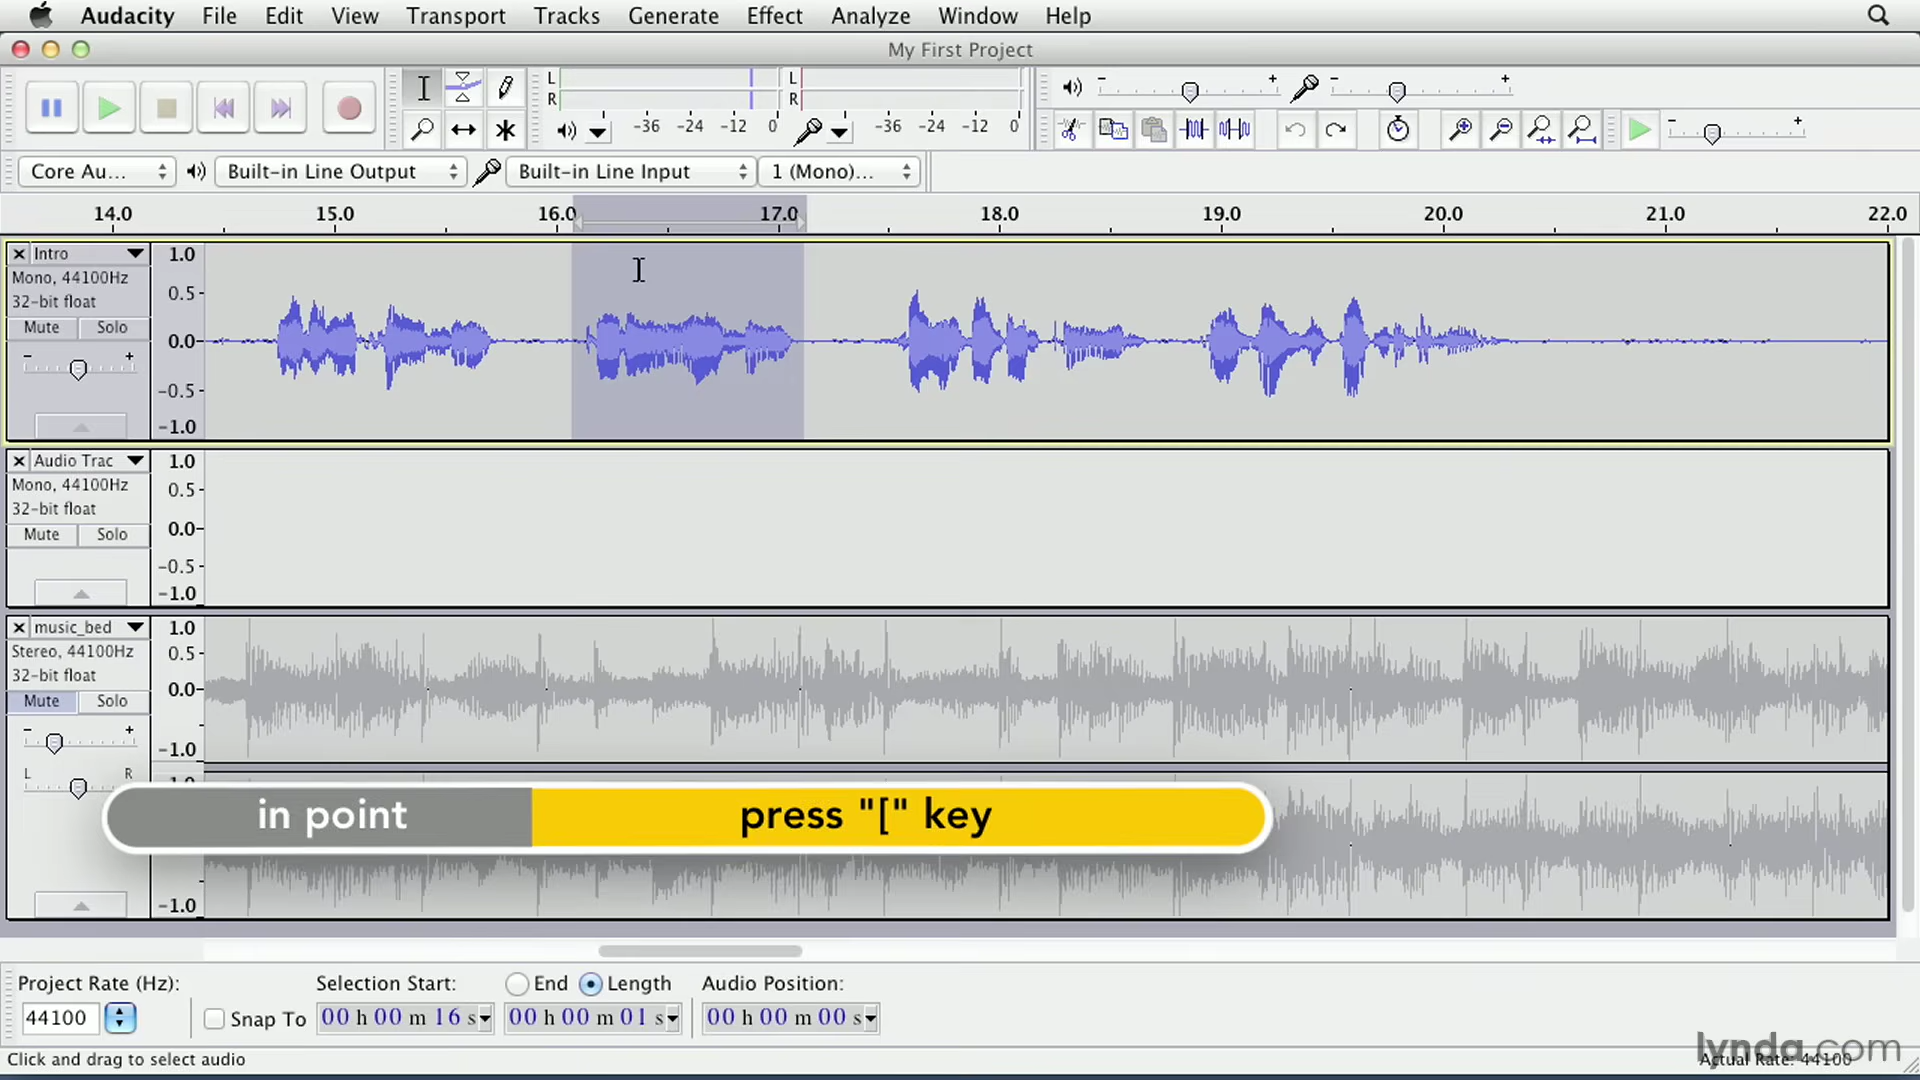 Audacity File Edit View Transport Tracks Generate Effect Analyze Window Help
My First Project
L
R
-36 -24 -12 0
L
R
-36 -24 -12 0
- +
- +
- +
Core Au... Built-in Line Output Built-in Line Input 1 (Mono)...
14.0 15.0 16.0 17.0 18.0 19.0 20.0 21.0 22.0
Intro
Mono, 44100Hz
32-bit float
Mute Solo
- +
1.0
0.5-
0.0-
-0.5-
-1.0
Audio Trac
Mono, 44100Hz
32-bit float
Mute Solo
1.0
0.5-
0.0-
-0.5-
-1.0
music_bed
Stereo, 44100Hz
32-bit float
Mute Solo
- +
L R
1.0
0.5-
0.0-
-1.0
1.0
-1.0
in point press "[" key
Project Rate (Hz): Selection Start: End Length Audio Position:
44100 Snap To 00 h 00 m 16 s 00 h 00 m 01 s 00 h 00 m 00 s
Click and drag to select audio
lynda.com
Actual Rate: 44100